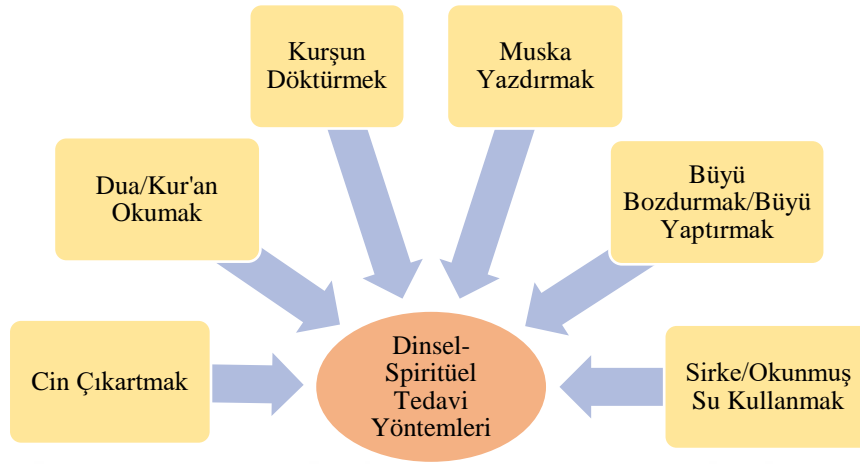 Kurşun
Döktürmek
Muska
Yazdırmak
Dua/Kur'an
Okumak
Büyü
Bozdurmak/Büyü
Yaptırmak
Cin Çıkartmak
Dinsel-
Spiritüel
Tedavi
Yöntemleri
Sirke/Okunmuş
Su Kullanmak